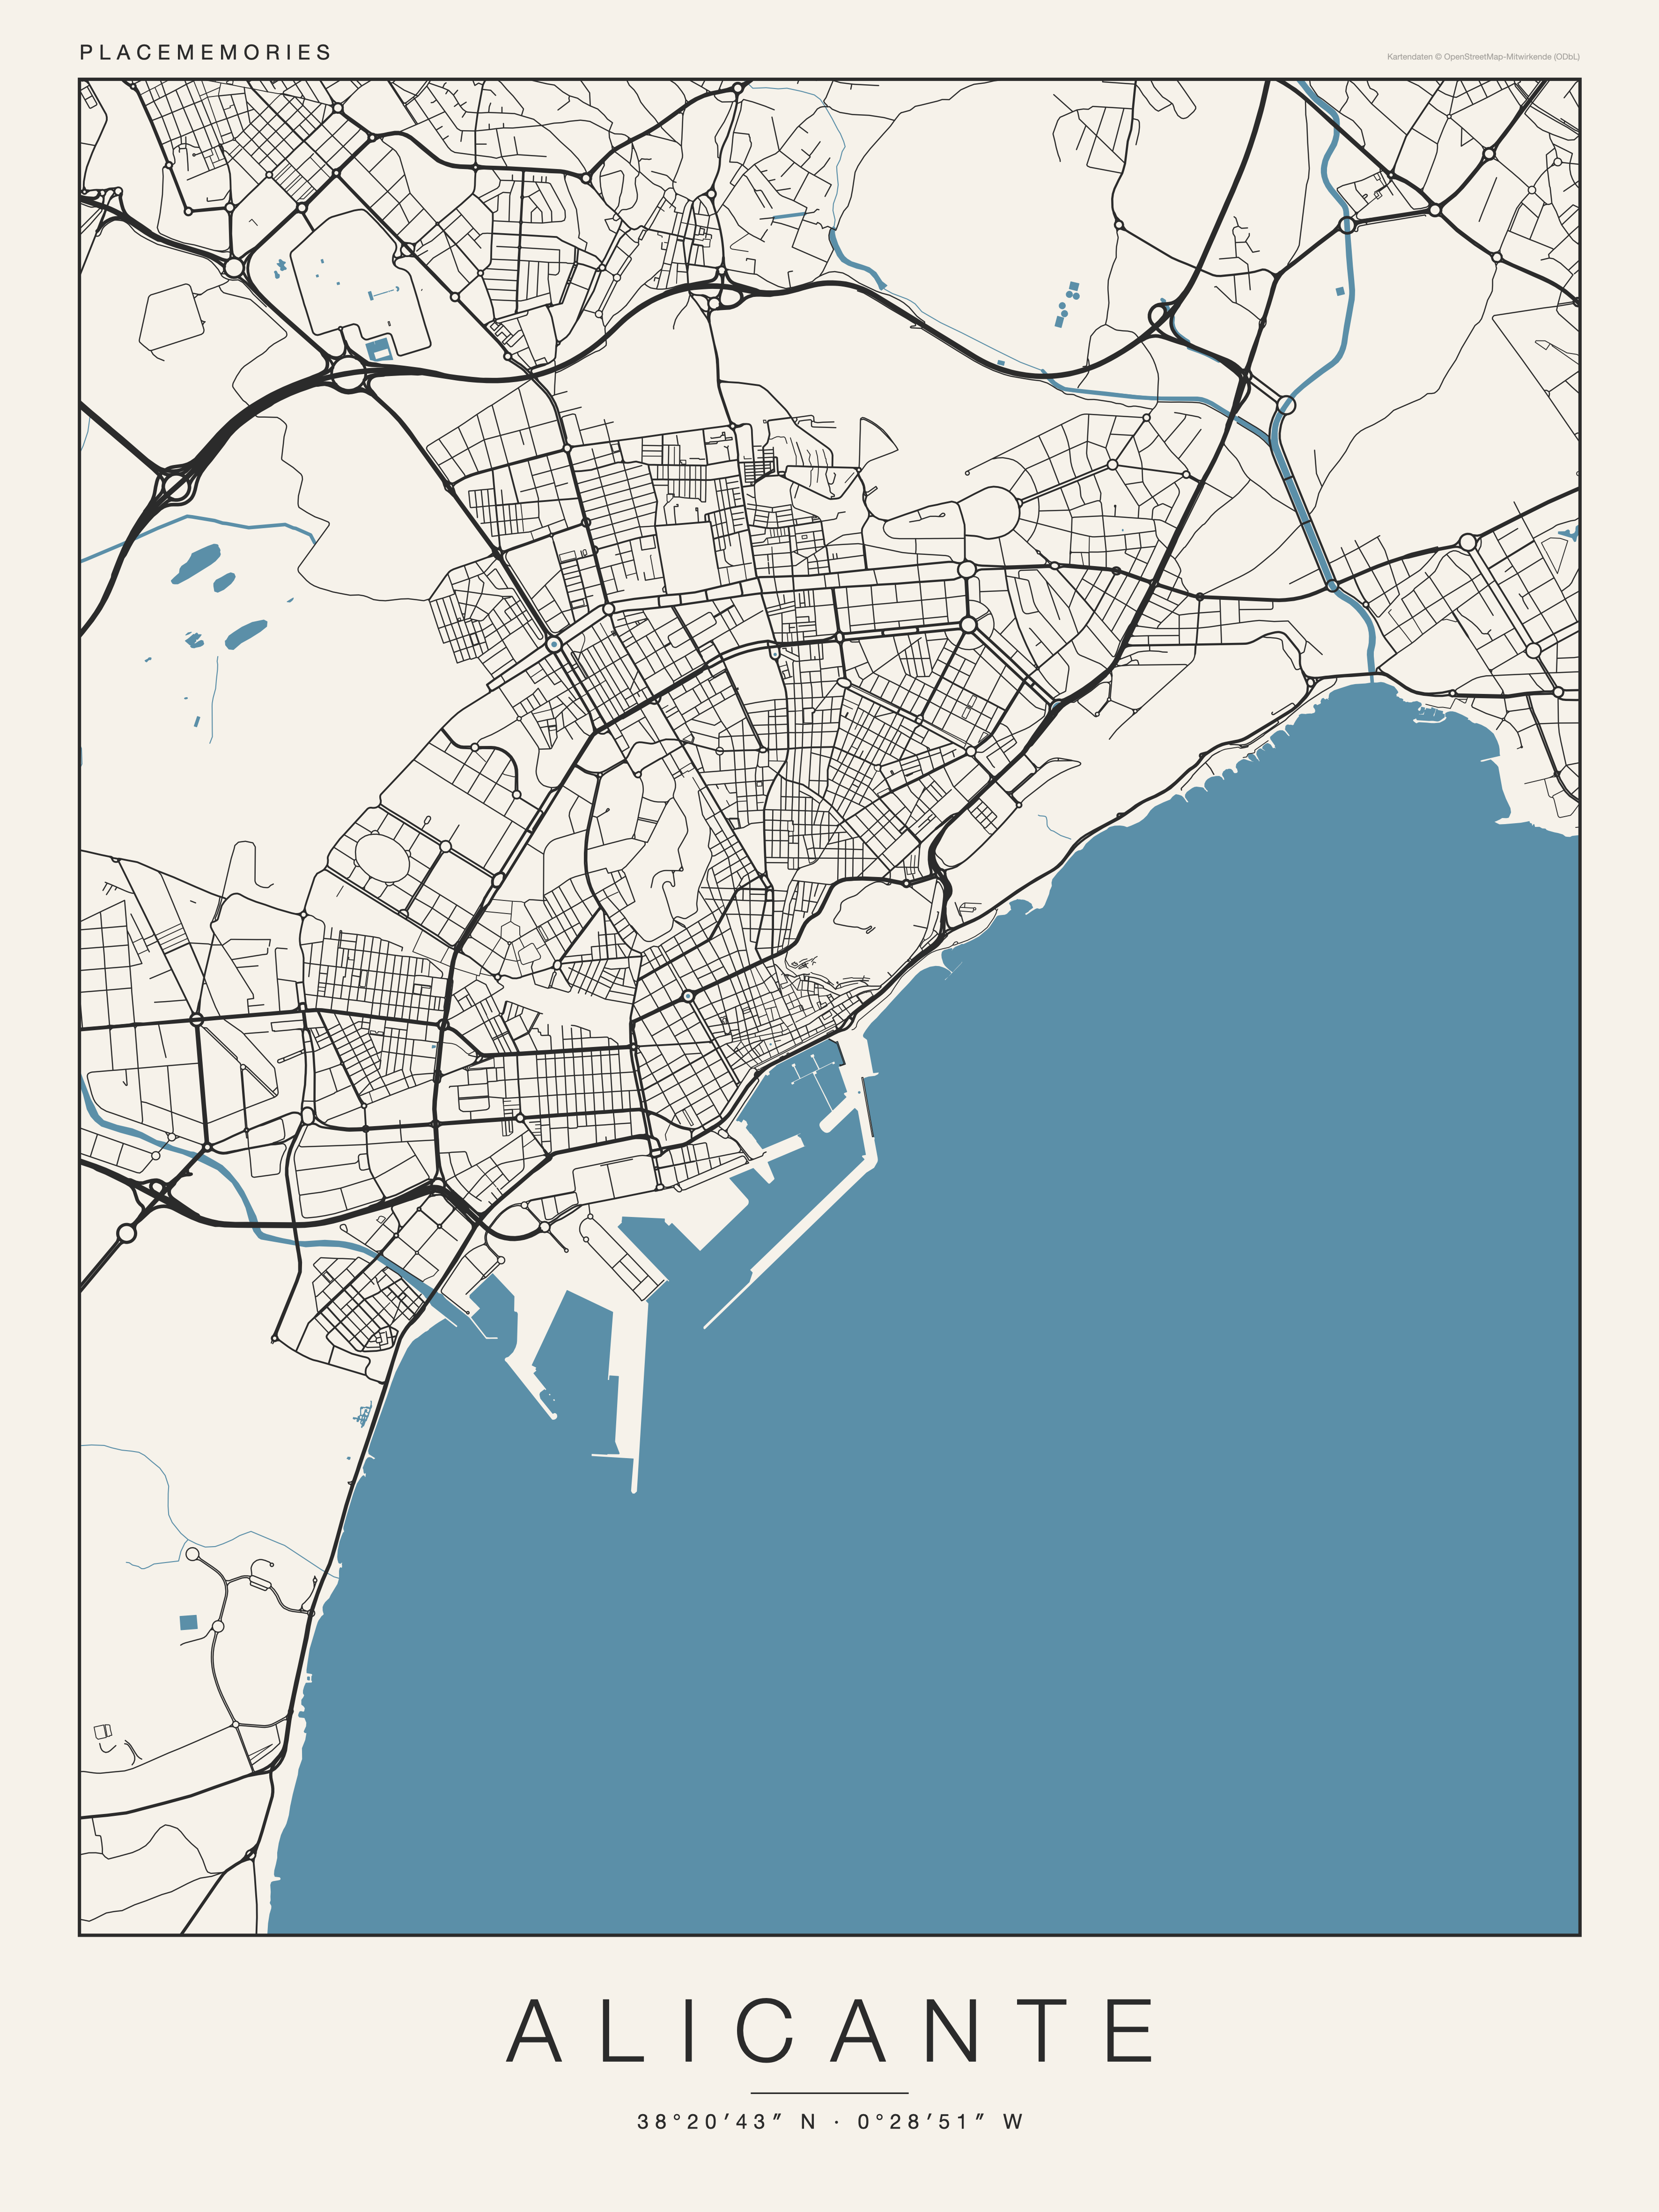 PLACEMEMORIES
Kartendaten © OpenStreetMap-Mitwirkende (ODbL)
ALICANTE
38°20′43″ N · 0°28′51″ W